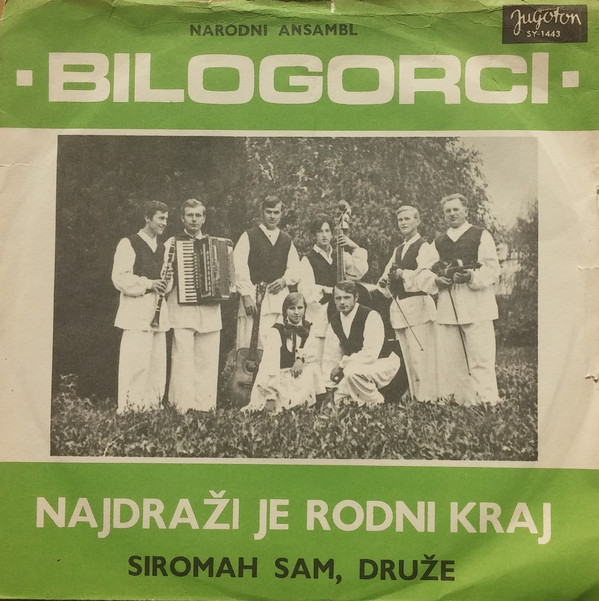 NARODNI ANSAMBL
Jugoton
SY-1443
• BILOGORCI •
NAJDRAŽI JE RODNI KRAJ
SIROMAH SAM, DRUŽE